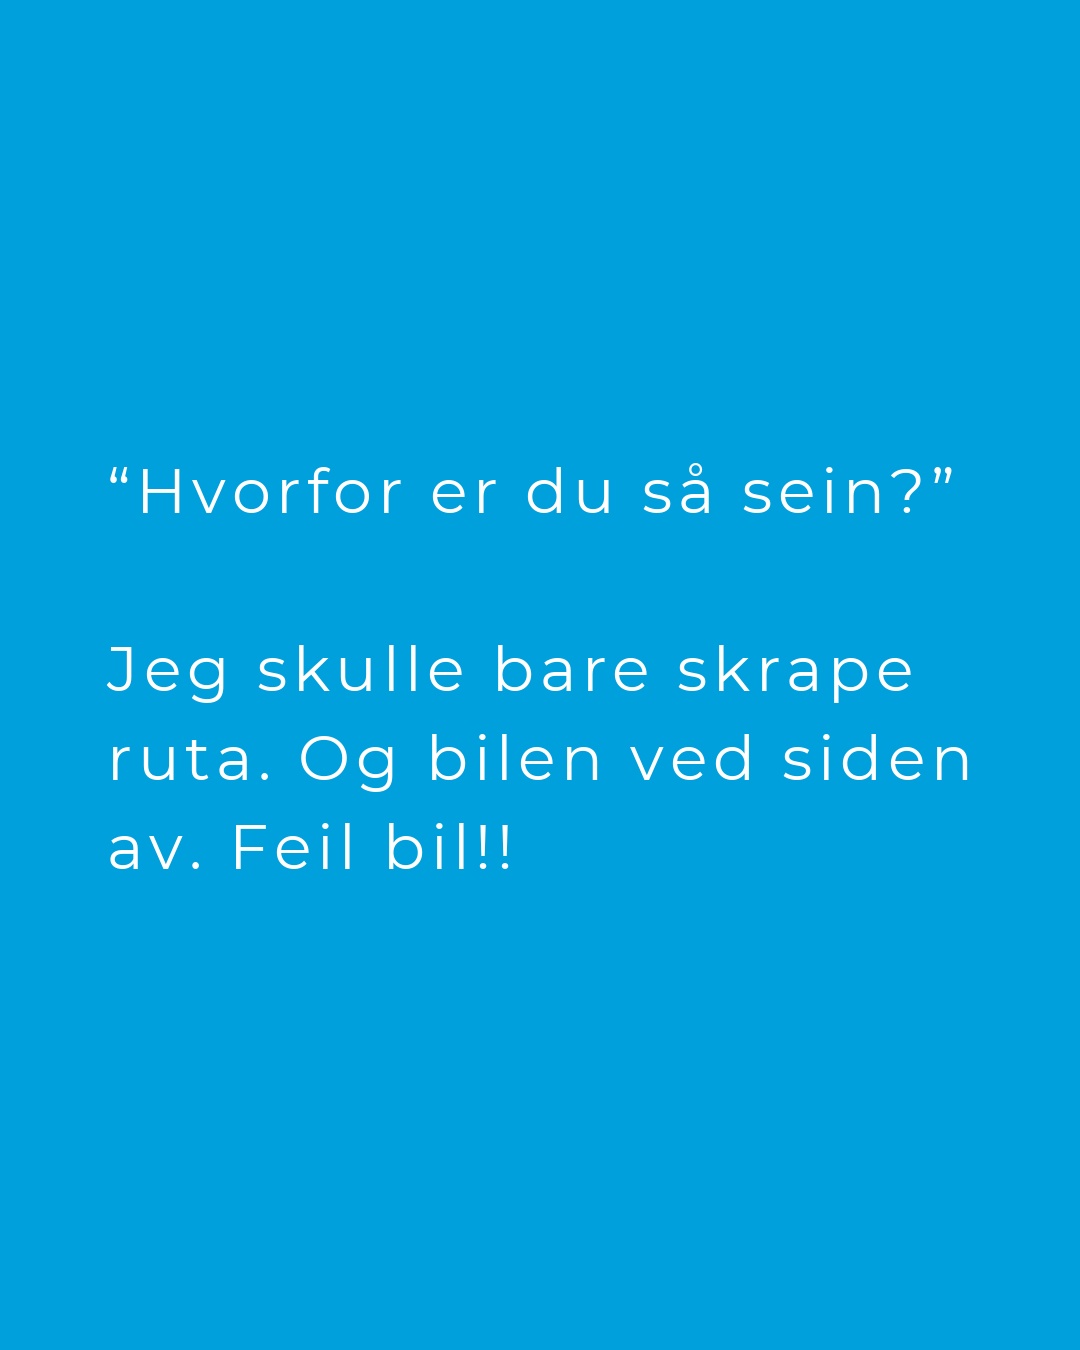 “Hvorfor er du så sein?”
Jeg skulle bare skrape
ruta. Og bilen ved siden
av. Feil bil!!